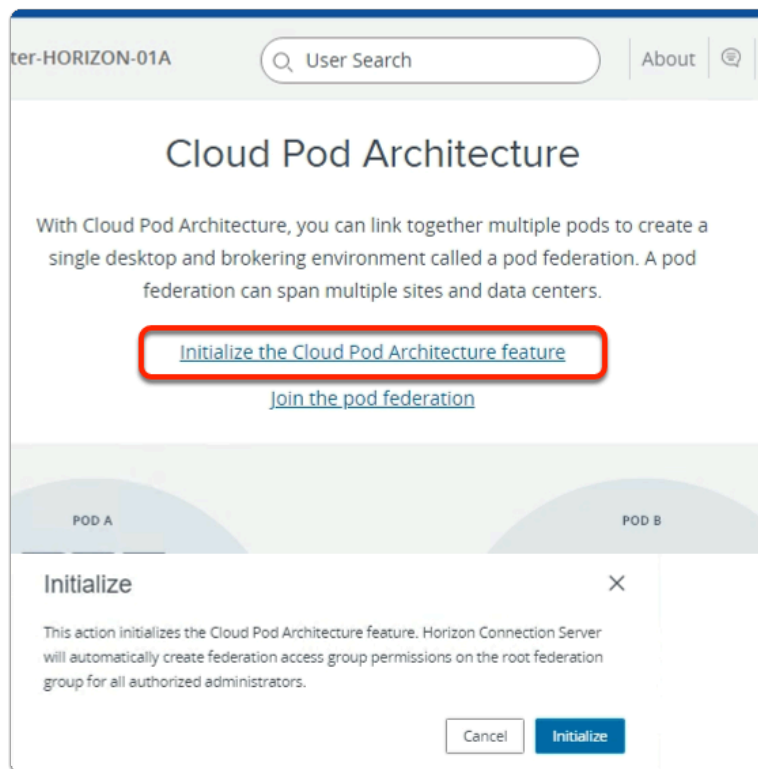 ter-HORIZON-01A
User Search
About
Cloud Pod Architecture
With Cloud Pod Architecture, you can link together multiple pods to create a
single desktop and brokering environment called a pod federation. A pod
federation can span multiple sites and data centers.
Initialize the Cloud Pod Architecture feature
Join the pod federation
POD A
POD B
Initialize
This action initializes the Cloud Pod Architecture feature. Horizon Connection Server
will automatically create federation access group permissions on the root federation
group for all authorized administrators.
Cancel
Initialize